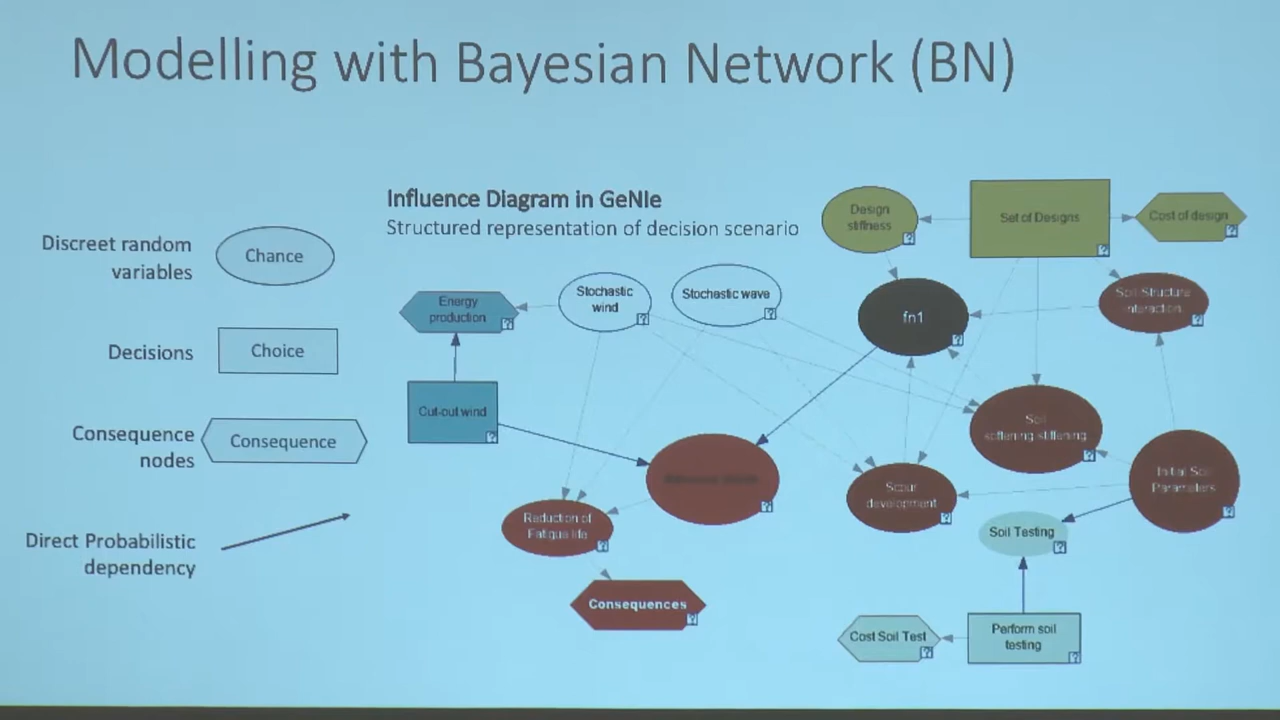 Modelling with Bayesian Network (BN)
Influence Diagram in GeNIe
Structured representation of decision scenario
Discreet random
variables
Chance
Decisions
Choice
Consequence
nodes
Consequence
Direct Probabilistic
dependency
Design
stiffness
Set of Designs
Cost of design
Energy
production
Stochastic
wind
Stochastic wave
fn1
Soil Structure
interaction
Cut-out wind
Soil
softening stiffening
Scour
development
Initial Soil
Parameters
Reduction of
Fatigue life
Soil Testing
Consequences
Cost Soil Test
Perform soil
testing